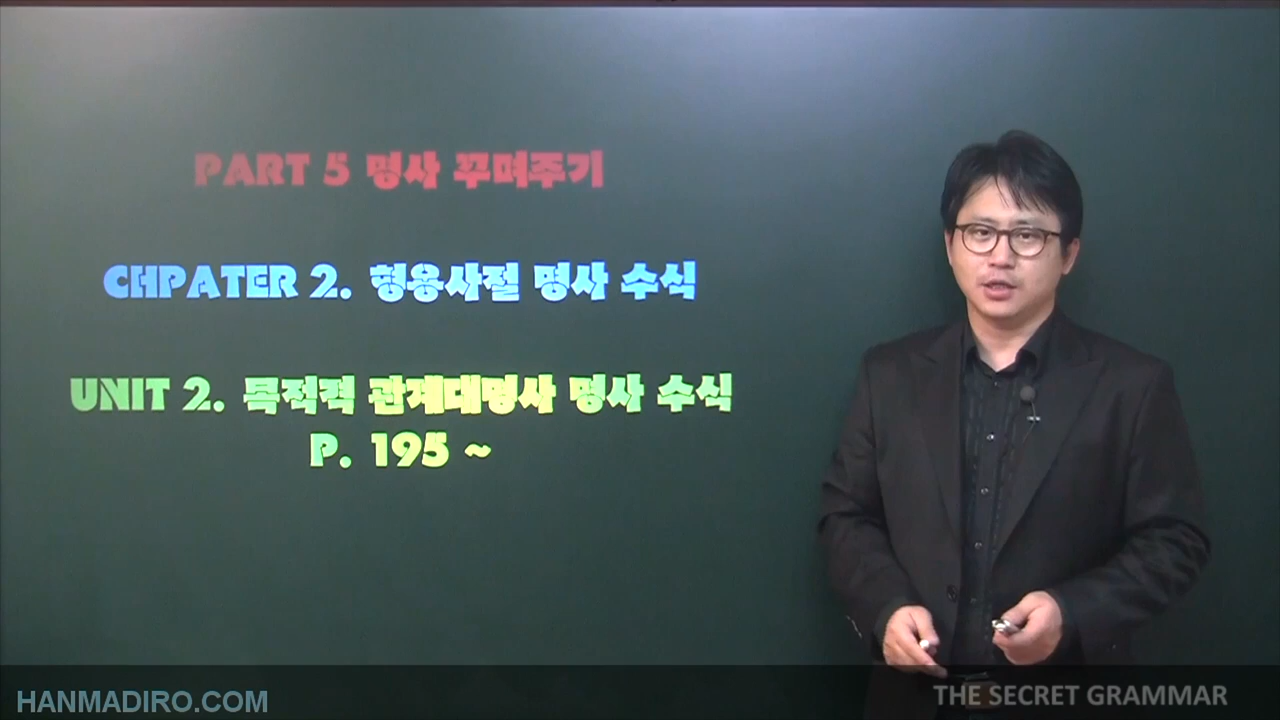 PART 5 명사 꾸며주기
CHPATER 2. 형용사절 명사 수식
UNIT 2. 목적격 관계대명사 명사 수식
P. 195 ~
HANMADIRO.COM
THE SECRET GRAMMAR